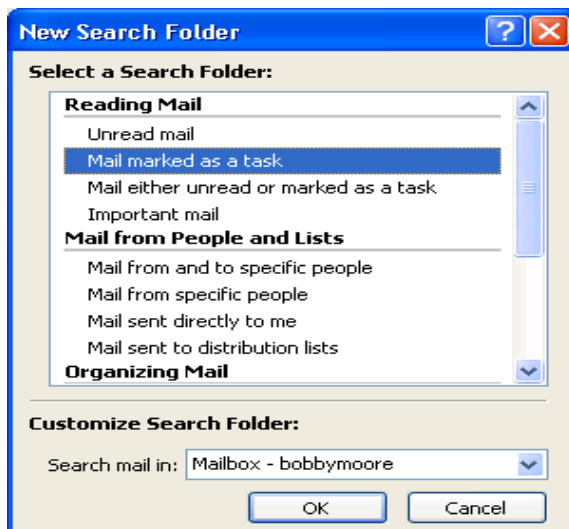 New Search Folder
Select a Search Folder:
Reading Mail
Unread mail
Mail marked as a task
Mail either unread or marked as a task
Important mail
Mail from People and Lists
Mail from and to specific people
Mail from specific people
Mail sent directly to me
Mail sent to distribution lists
Organizing Mail
Customize Search Folder:
Search mail in: Mailbox - bobbymoore
OK Cancel